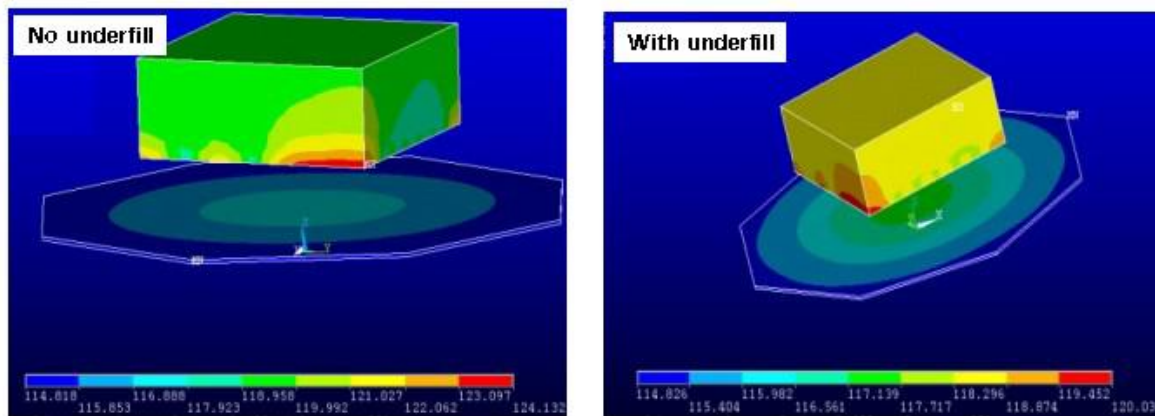 No underfill
With underfill
114.818 116.888 118.958 121.027 123.097
115.853 117.923 119.992 122.062 124.132
114.826 115.982 117.139 118.296 119.452
115.404 116.561 117.717 118.874 120.03